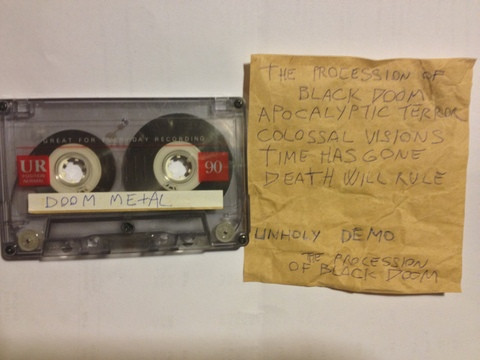 GREAT FOR EVERYDAY RECORDING
UR
90
DOOM METAL
THE PROCESSION OF
BLACK DOOM
APOCALYPTIC TERROR
COLOSSAL VISIONS
TIME HAS GONE
DEATH WILL RULE
UNHOLY DEMO
THE PROCESSION
OF BLACK DOOM